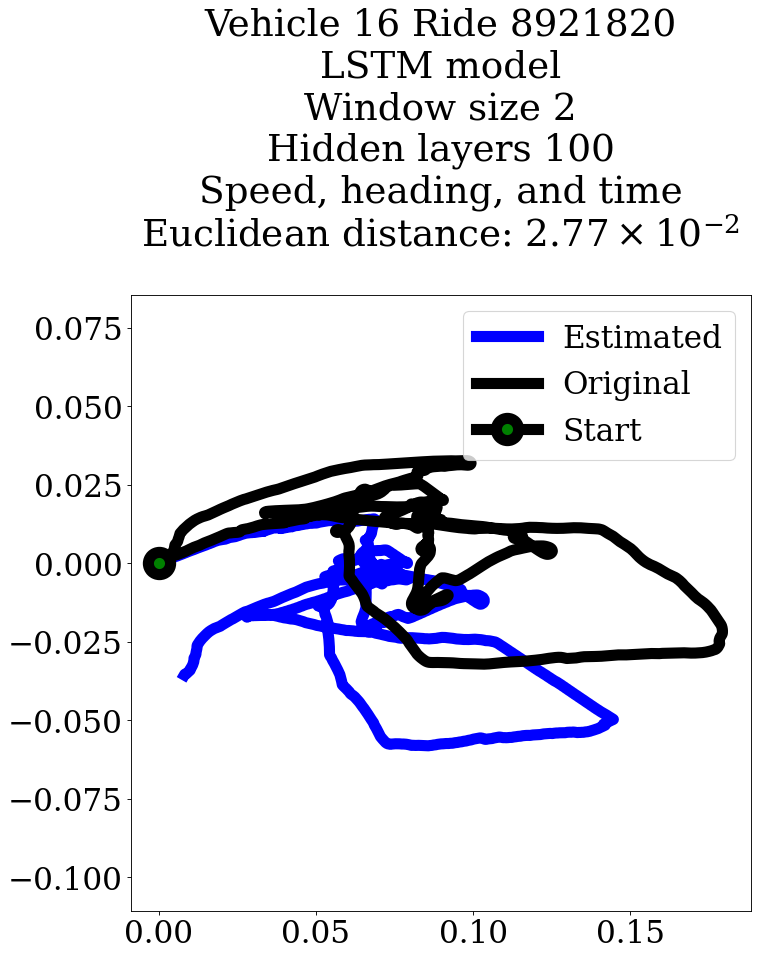 Vehicle 16 Ride 8921820
LSTM model
Window size 2
Hidden layers 100
Speed, heading, and time
Euclidean distance: 2.77 × 10⁻²
Estimated
Original
Start
0.075
0.050
0.025
0.000
−0.025
−0.050
−0.075
−0.100
0.00 0.05 0.10 0.15